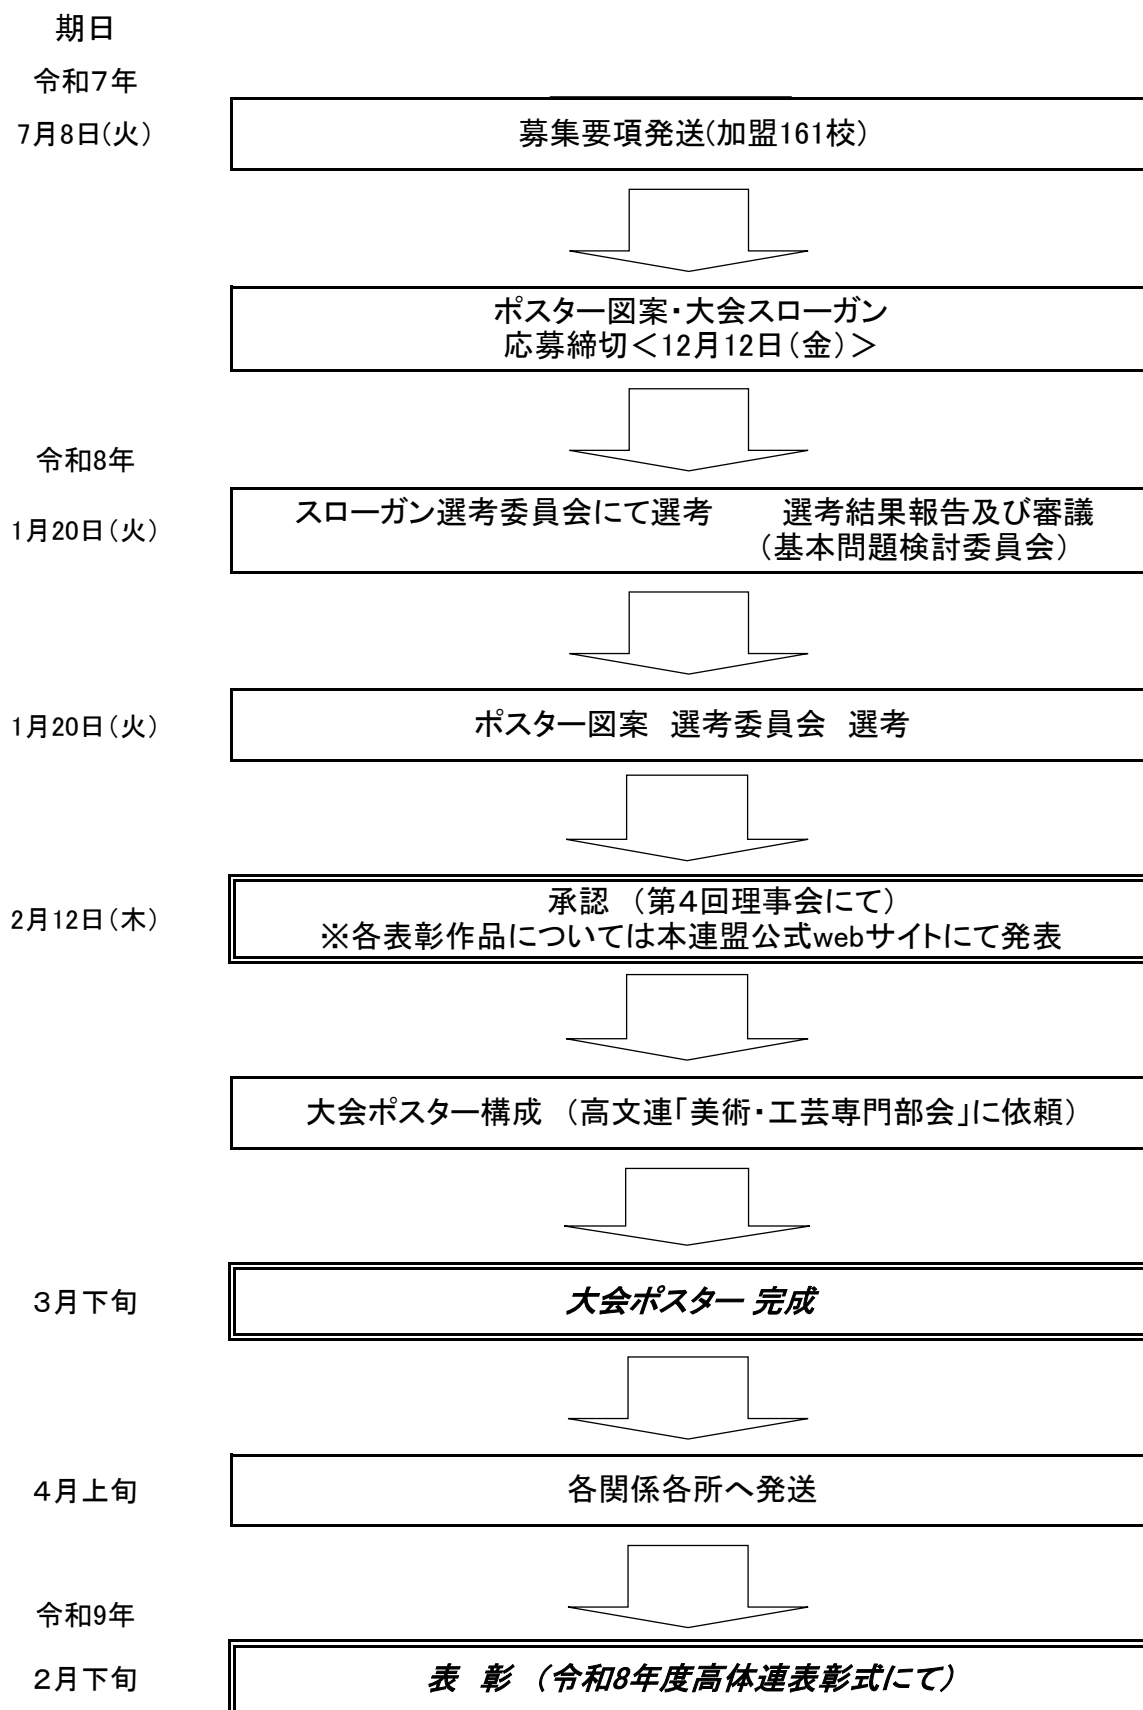 期日
令和7年
7月8日(火)
募集要項発送(加盟161校)
ポスター図案・大会スローガン
応募締切＜12月12日（金）＞
令和8年
1月20日（火）
スローガン選考委員会にて選考　　選考結果報告及び審議
（基本問題検討委員会）
1月20日（火）
ポスター図案　選考委員会　選考
2月12日（木）
承認　（第4回理事会にて）
※各表彰作品については本連盟公式webサイトにて発表
大会ポスター構成　（高文連「美術・工芸専門部会」に依頼）
3月下旬
大会ポスター 完成
4月上旬
各関係各所へ発送
令和9年
2月下旬
表　彰　（令和8年度高体連表彰式にて）